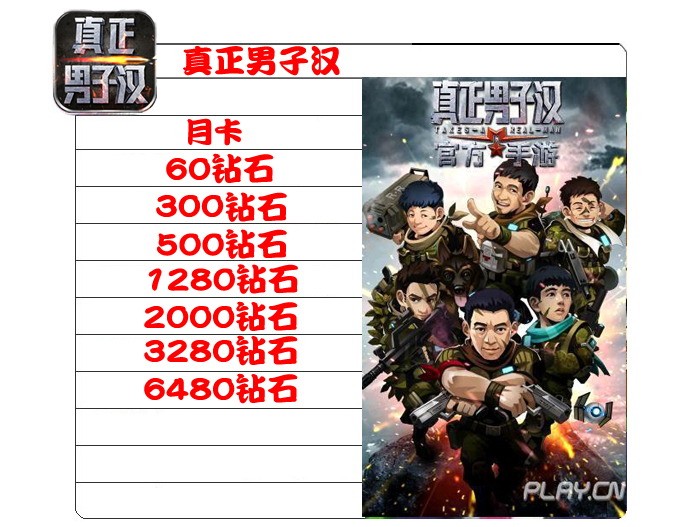 真正
男子汉
真正男子汉
月卡
60钻石
300钻石
500钻石
1280钻石
2000钻石
3280钻石
6480钻石
真正男子汉
TAKES A REAL MAN
官方手游
PLAY.CN